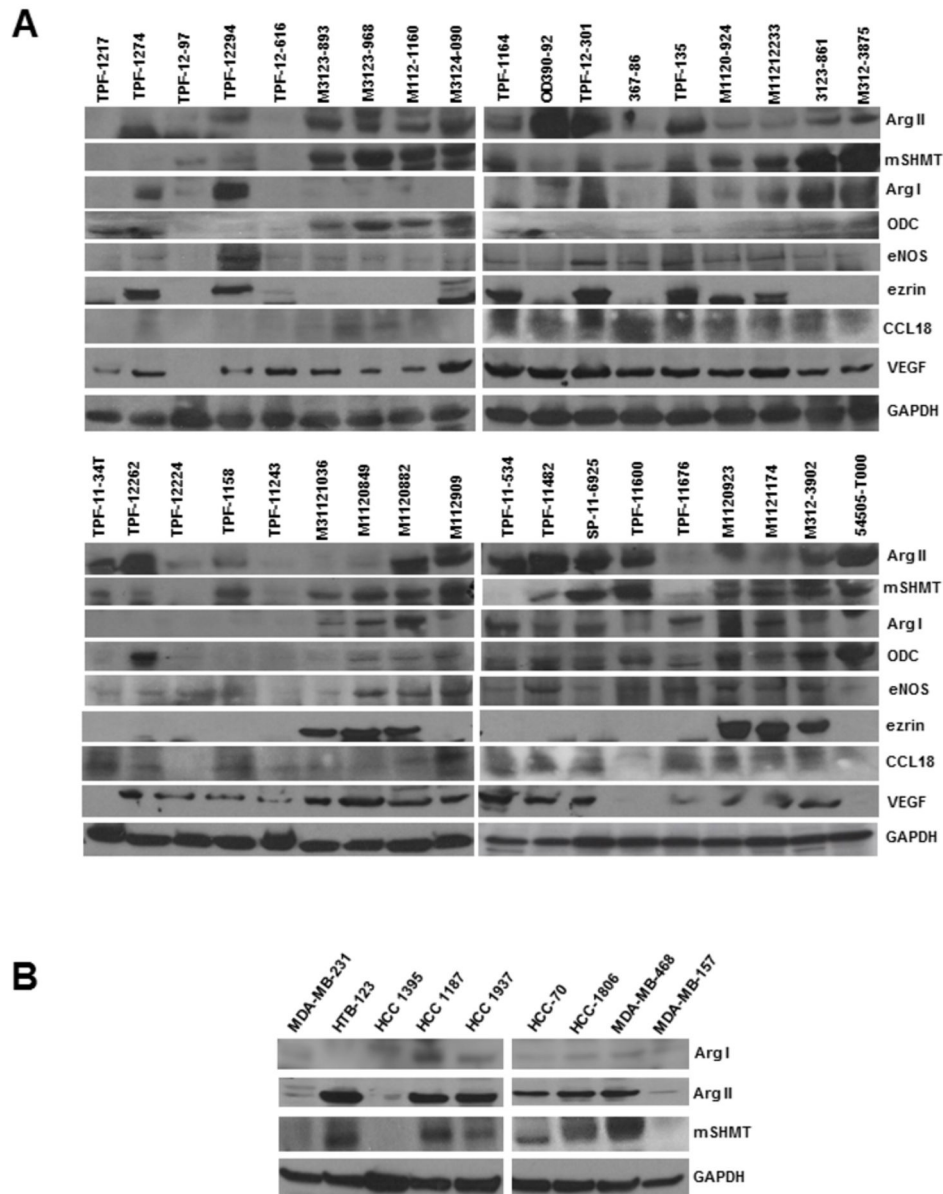 A
TPF-1217 TPF-1274 TPF-12-97 TPF-12294 TPF-12-616 M3123-893 M3123-968 M112-1160 M3124-090 TPF-1164 OD390-92 TPF-12-301 367-86 TPF-135 M1120-924 M11212233 3123-861 M312-3875
Arg II
mSHMT
Arg I
ODC
eNOS
ezrin
CCL18
VEGF
GAPDH
TPF-11-34T TPF-12262 TPF-12224 TPF-1158 TPF-11243 M31121036 M1120849 M1120882 M112909 TPF-11-534 TPF-11482 SP-11-6925 TPF-11600 TPF-11676 M1120923 M1121174 M312-3902 54505-T000
Arg II
mSHMT
Arg I
ODC
eNOS
ezrin
CCL18
VEGF
GAPDH
B
MDA-MB-231 HTB-123 HCC 1395 HCC 1187 HCC 1937 HCC-70 HCC-1806 MDA-MB-468 MDA-MB-157
Arg I
Arg II
mSHMT
GAPDH